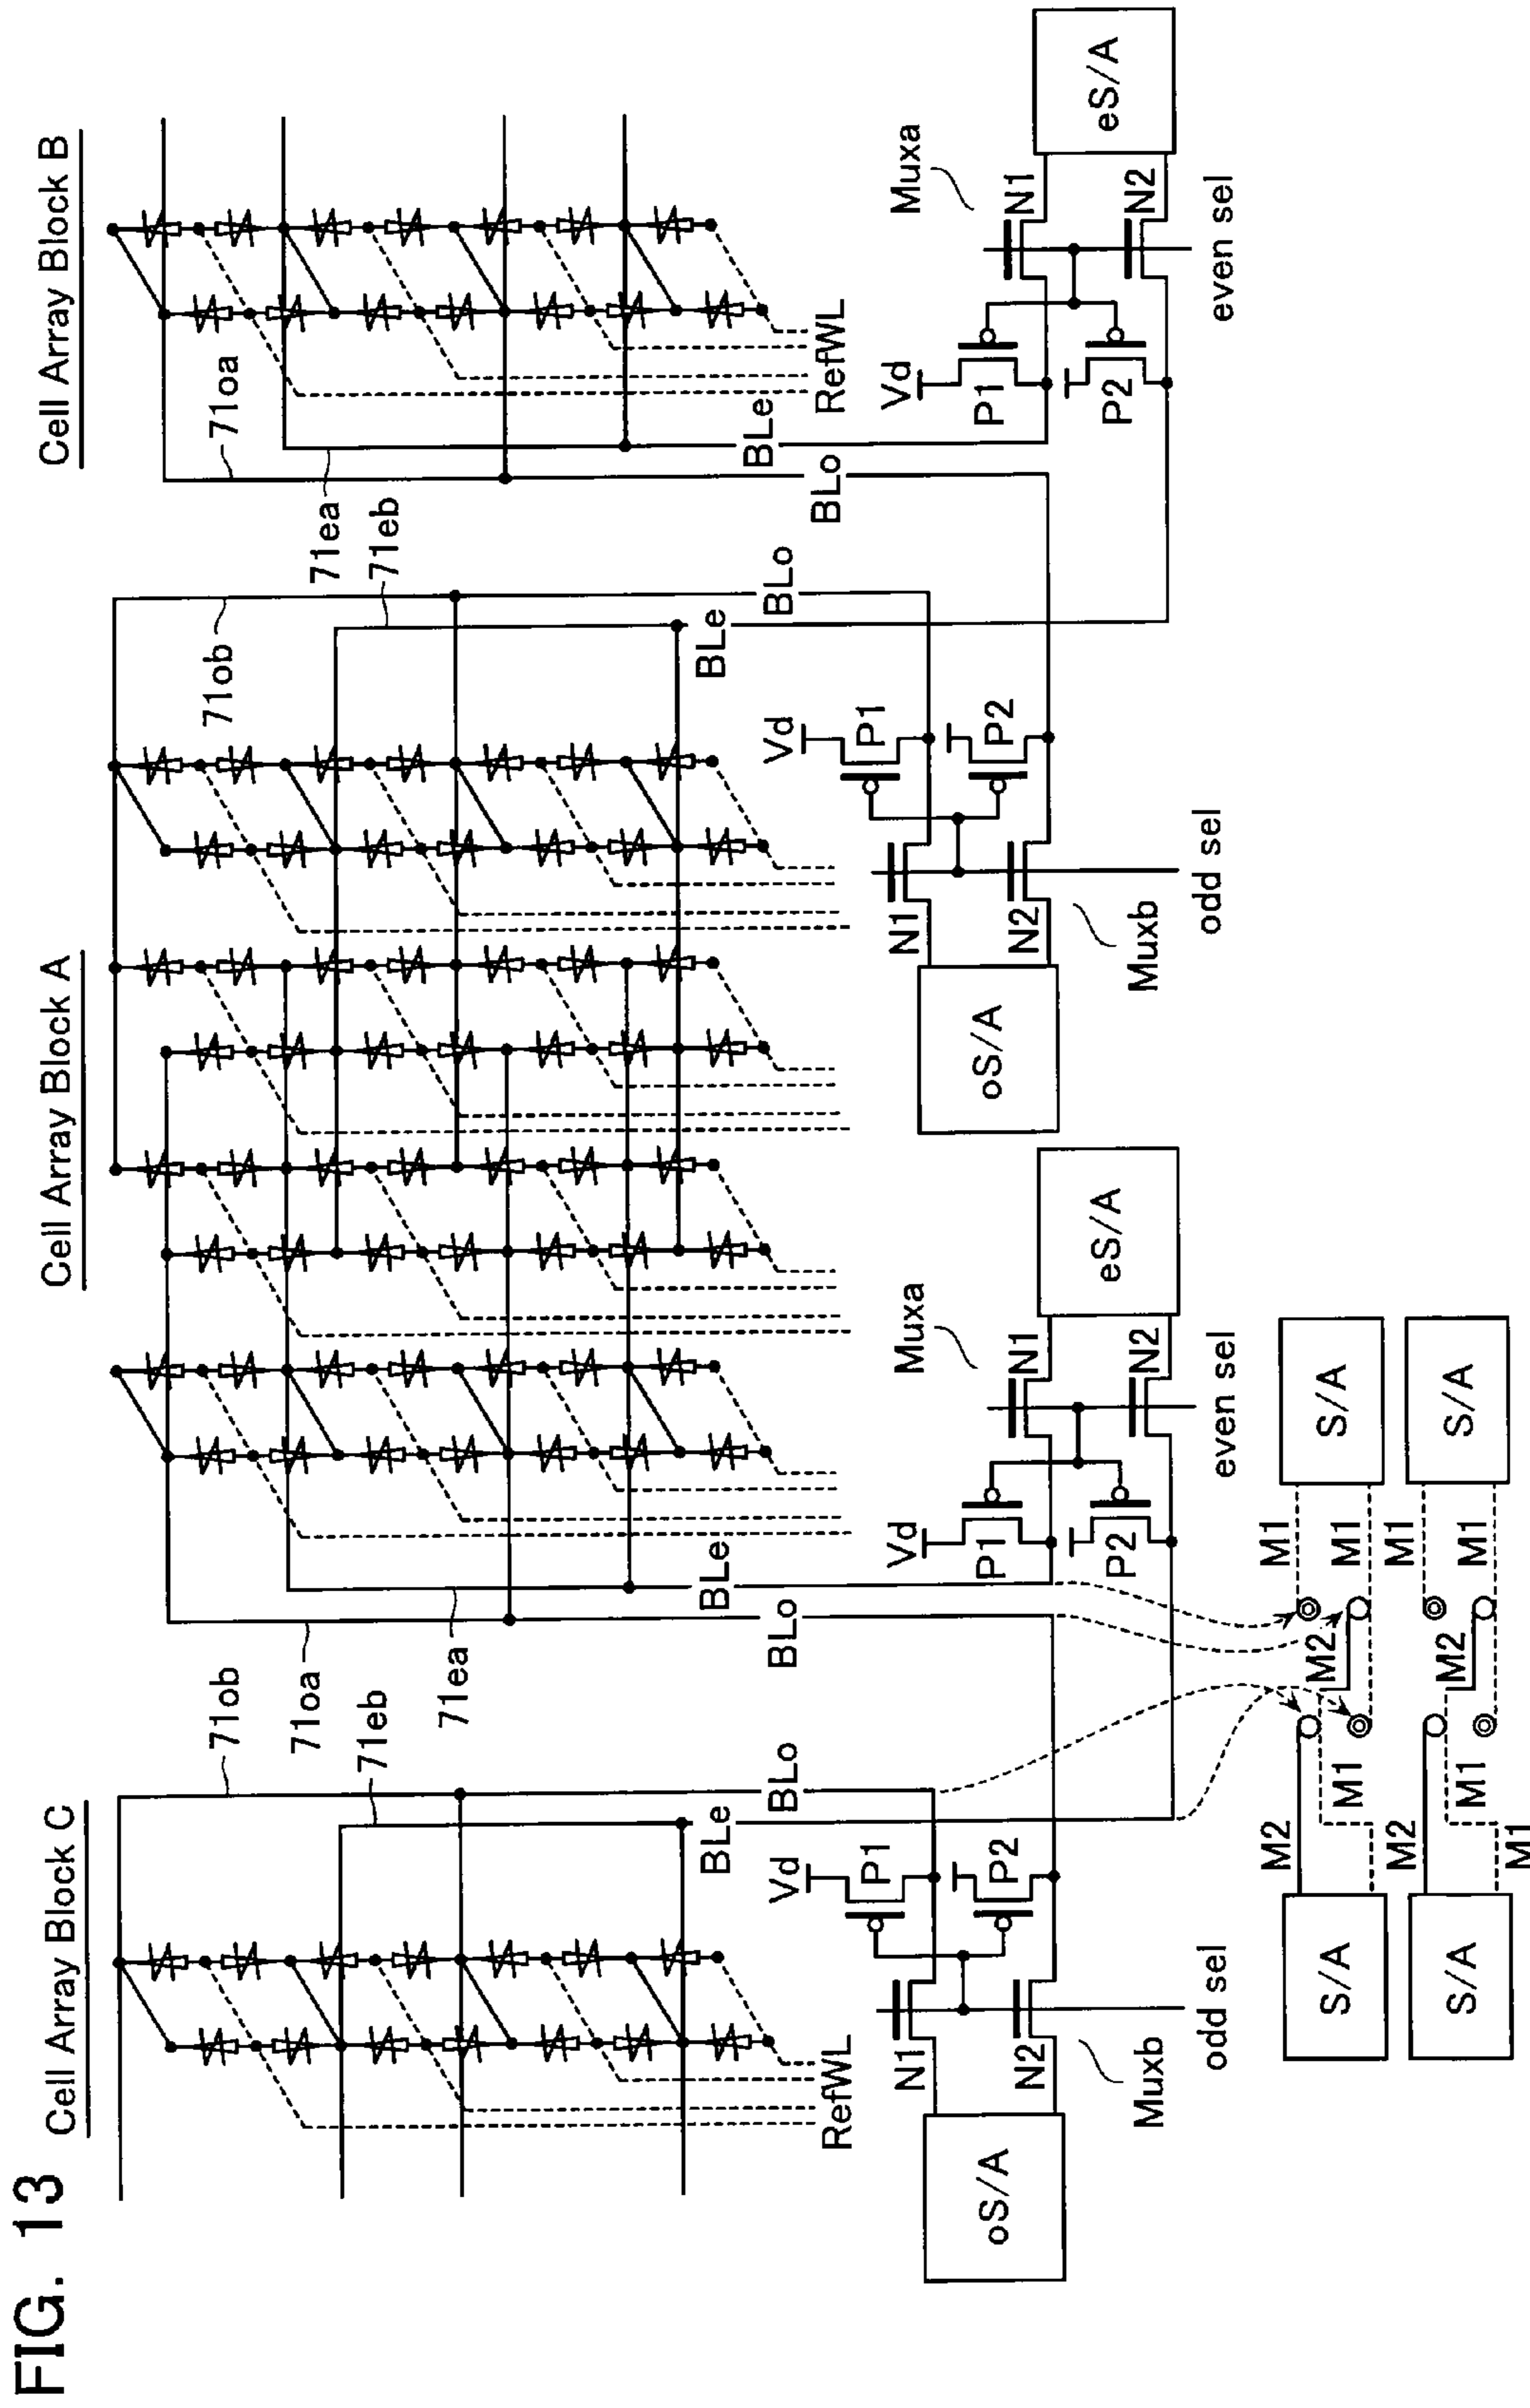 FIG. 13
Cell Array Block C
Cell Array Block A
Cell Array Block B
71ob
71oa
71eb
71ea
71ob
71oa
71ea
71eb
RefWL
BLe
BLo
BLo
BLe
BLe
BLo
BLe
BLo
RefWL
oS/A
N1
N2
Vd
P1
P2
Muxb
odd sel
Vd
P1
P2
N1
N2
Muxa
eS/A
even sel
oS/A
N1
N2
Vd
P1
P2
Muxb
odd sel
Vd
P1
P2
N1
N2
Muxa
eS/A
even sel
S/A
M2
M1
M2
M1
M1
S/A
S/A
M2
M1
M1
M2
M1
M1
S/A